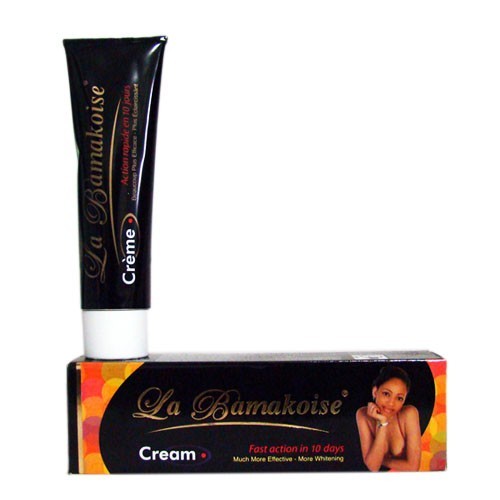 La Bamakoise®
Action rapide en 10 jours
Beaucoup Plus Efficace - Plus Eclaircissant
Crème
La Bamakoise®
Fast action in 10 days
Cream
Much More Effective - More Whitening